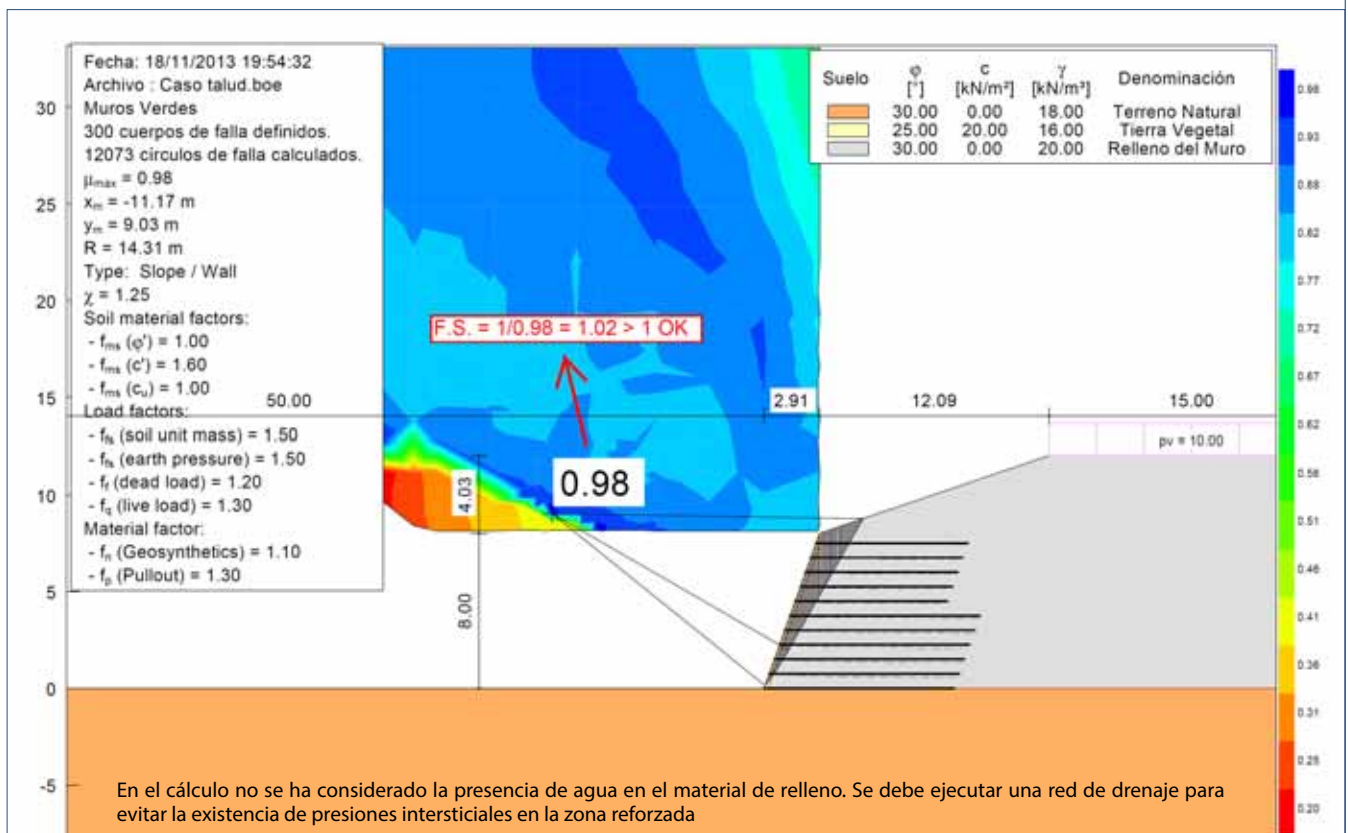 Fecha: 18/11/2013 19:54:32
Archivo : Caso talud.boe
Muros Verdes
300 cuerpos de falla definidos.
12073 círculos de falla calculados.
μmax = 0.98
xm = -11.17 m
ym = 9.03 m
R = 14.31 m
Type: Slope / Wall
χ = 1.25
Soil material factors:
- fms (φ') = 1.00
- fms (c') = 1.60
- fms (cu) = 1.00
Load factors:
- ffs (soil unit mass) = 1.50
- ffs (earth pressure) = 1.50
- ff (dead load) = 1.20
- fq (live load) = 1.30
Material factor:
- fn (Geosynthetics) = 1.10
- fp (Pullout) = 1.30
Suelo φ [°] c [kN/m²] γ [kN/m³] Denominación
30.00 0.00 18.00 Terreno Natural
25.00 20.00 16.00 Tierra Vegetal
30.00 0.00 20.00 Relleno del Muro
F.S. = 1/0.98 = 1.02 > 1 OK
50.00
2.91
12.09
15.00
pv = 10.00
0.98
4.03
8.00
30
25
20
15
10
5
0
-5
0.98
0.93
0.88
0.82
0.77
0.72
0.67
0.62
0.56
0.51
0.46
0.41
0.36
0.31
0.25
0.20
En el cálculo no se ha considerado la presencia de agua en el material de relleno. Se debe ejecutar una red de drenaje para
evitar la existencia de presiones intersticiales en la zona reforzada